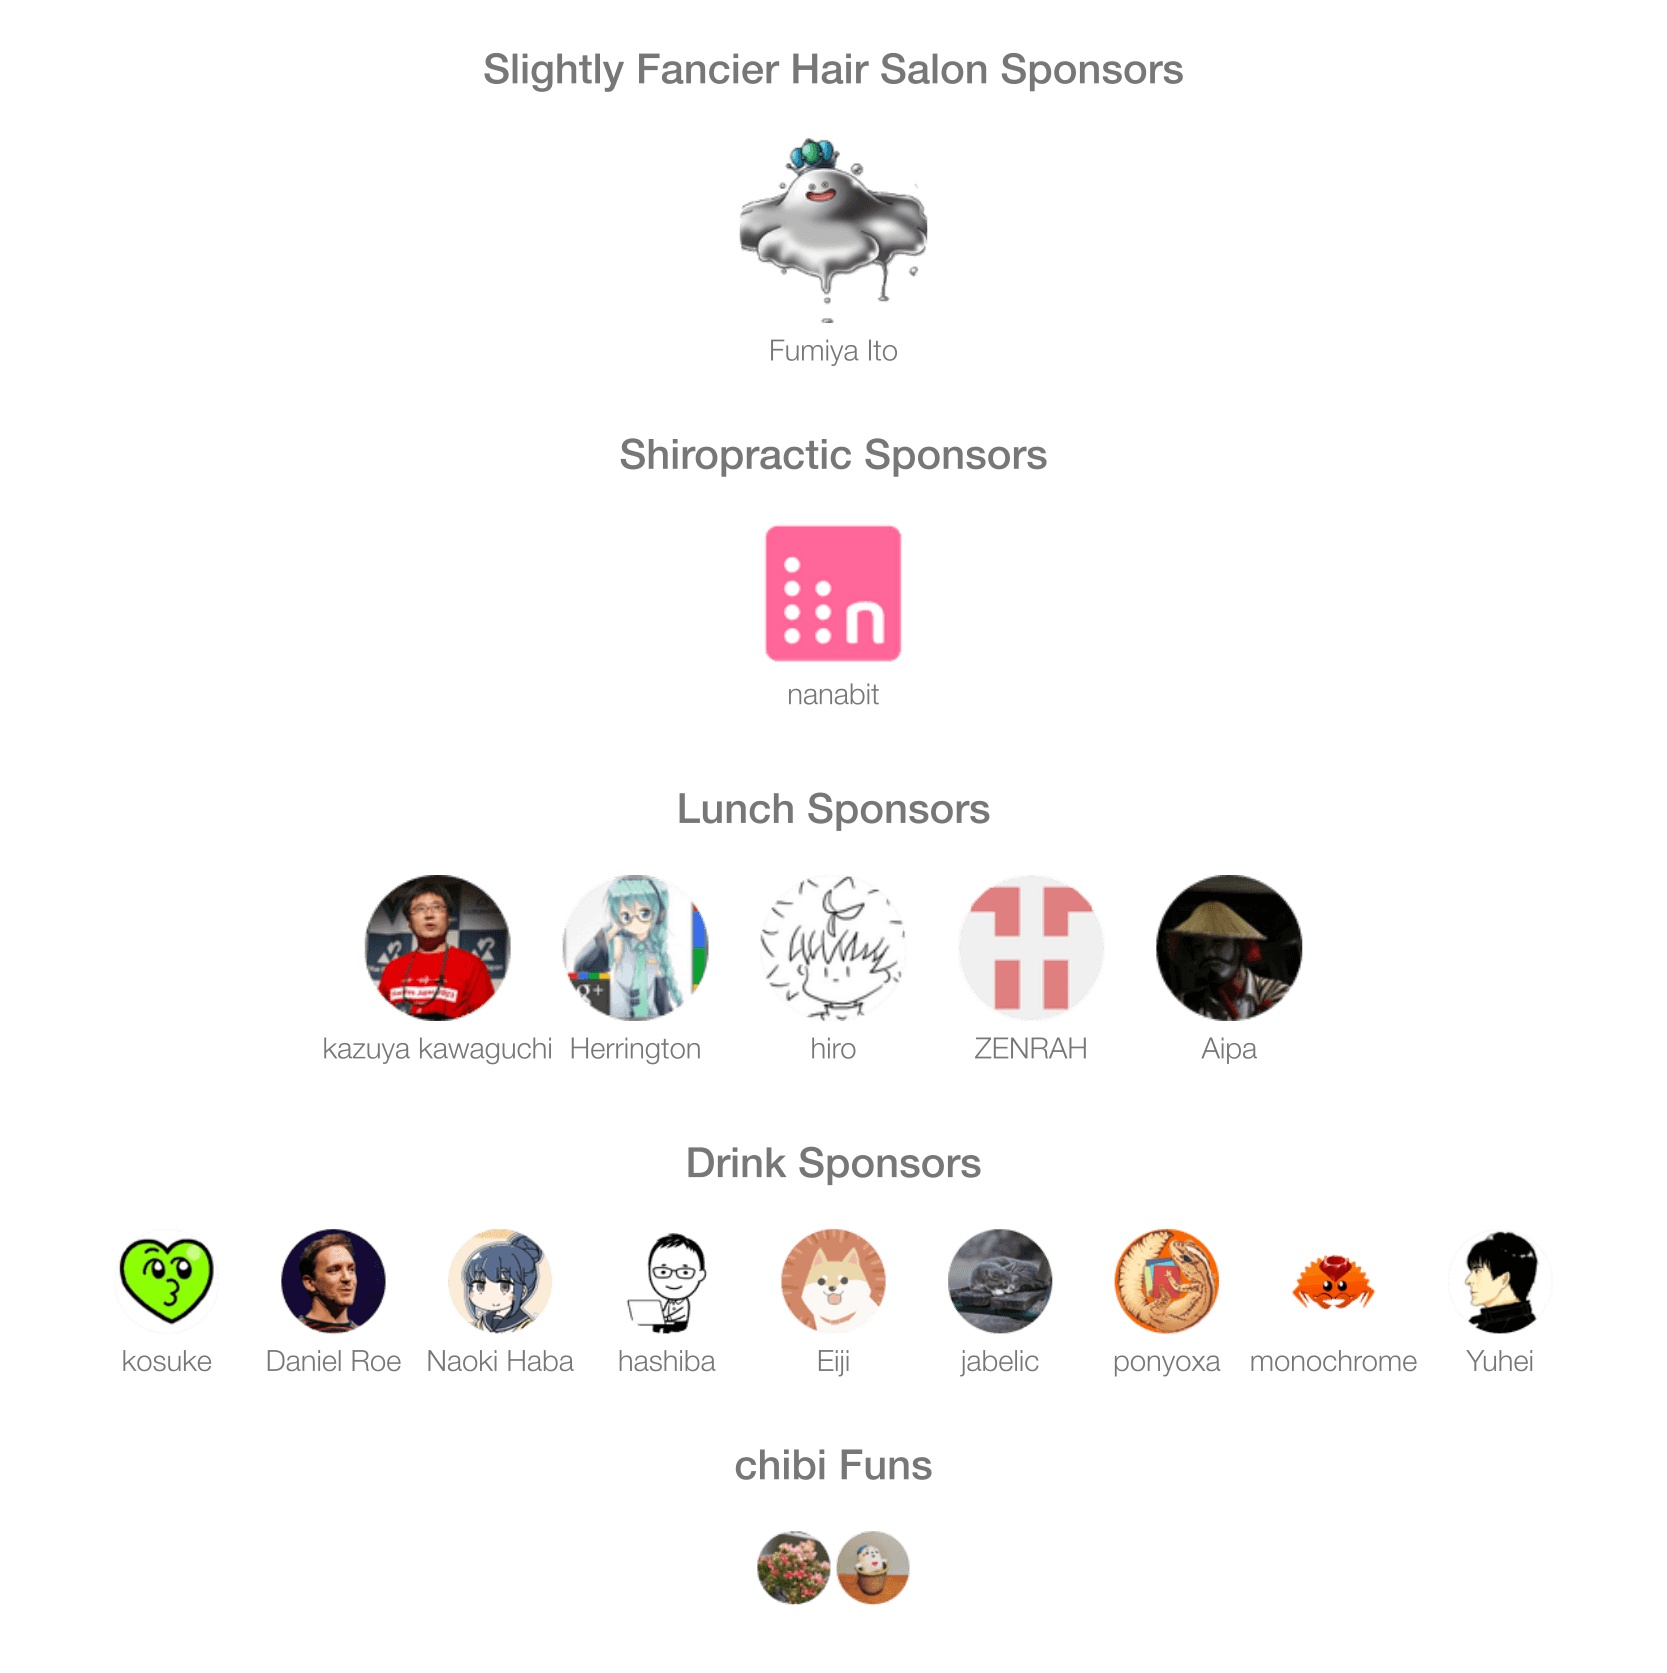 Slightly Fancier Hair Salon Sponsors
Fumiya Ito
Shiropractic Sponsors
n
nanabit
Lunch Sponsors
g+
kazuya kawaguchi Herrington hiro ZENRAH Aipa
Drink Sponsors
kosuke Daniel Roe Naoki Haba hashiba Eiji jabelic ponyoxa monochrome Yuhei
chibi Funs